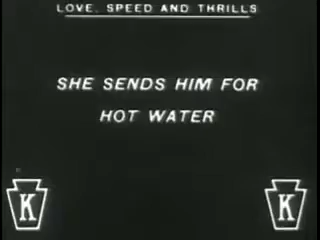 LOVE, SPEED AND THRILLS
SHE SENDS HIM FOR
HOT WATER
K K